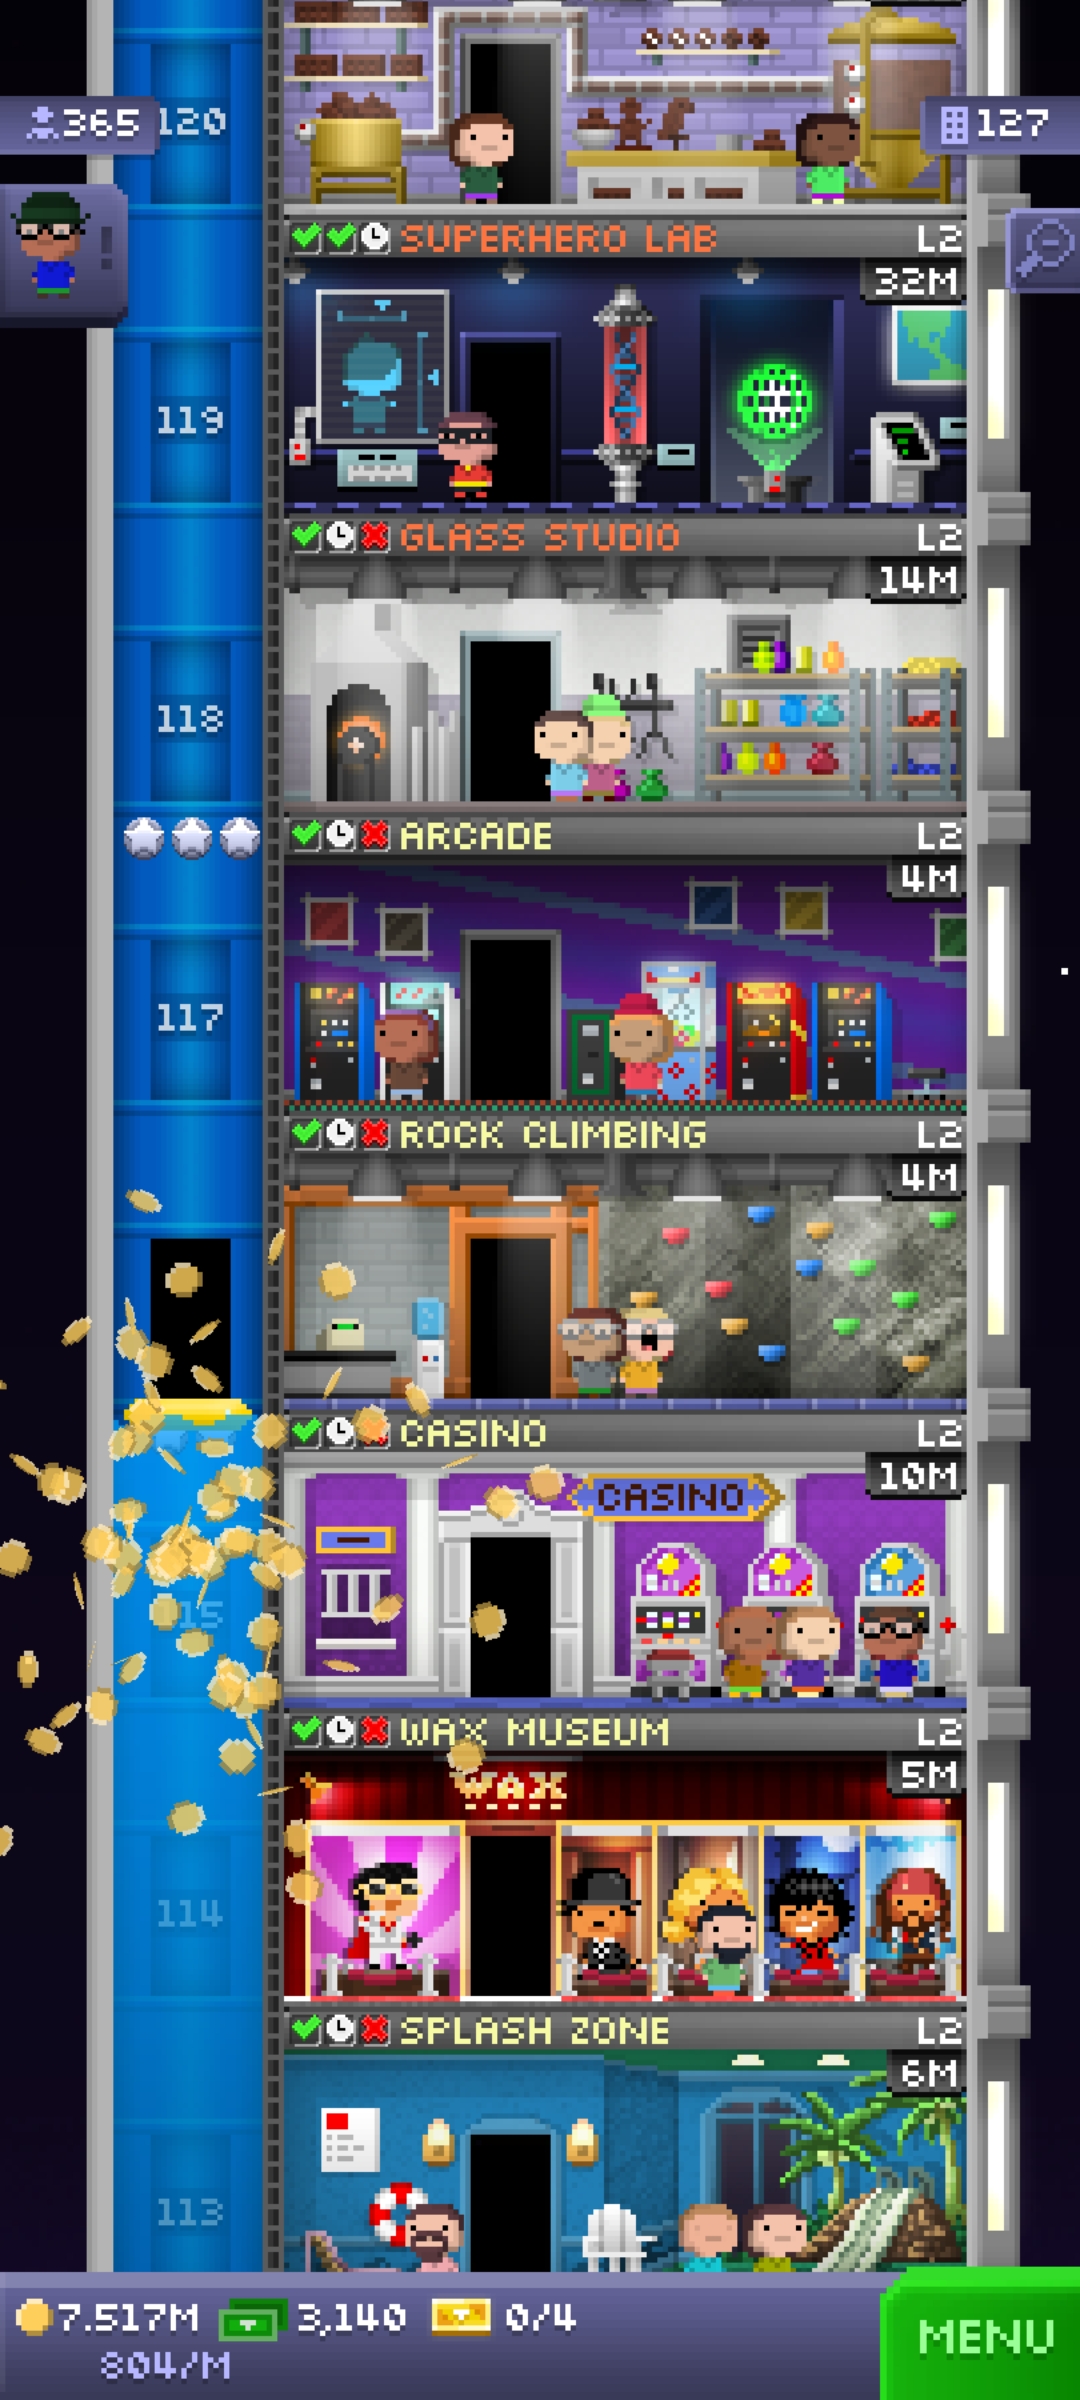 365
120
127
SUPERHERO LAB L2
32M
119
GLASS STUDIO L2
14M
118
ARCADE L2
4M
117
ROCK CLIMBING L2
4M
CASINO L2
10M
CASINO
WAX MUSEUM L2
5M
WAX
114
SPLASH ZONE L2
6M
113
7.517M 3,140 0/4
804/M
MENU